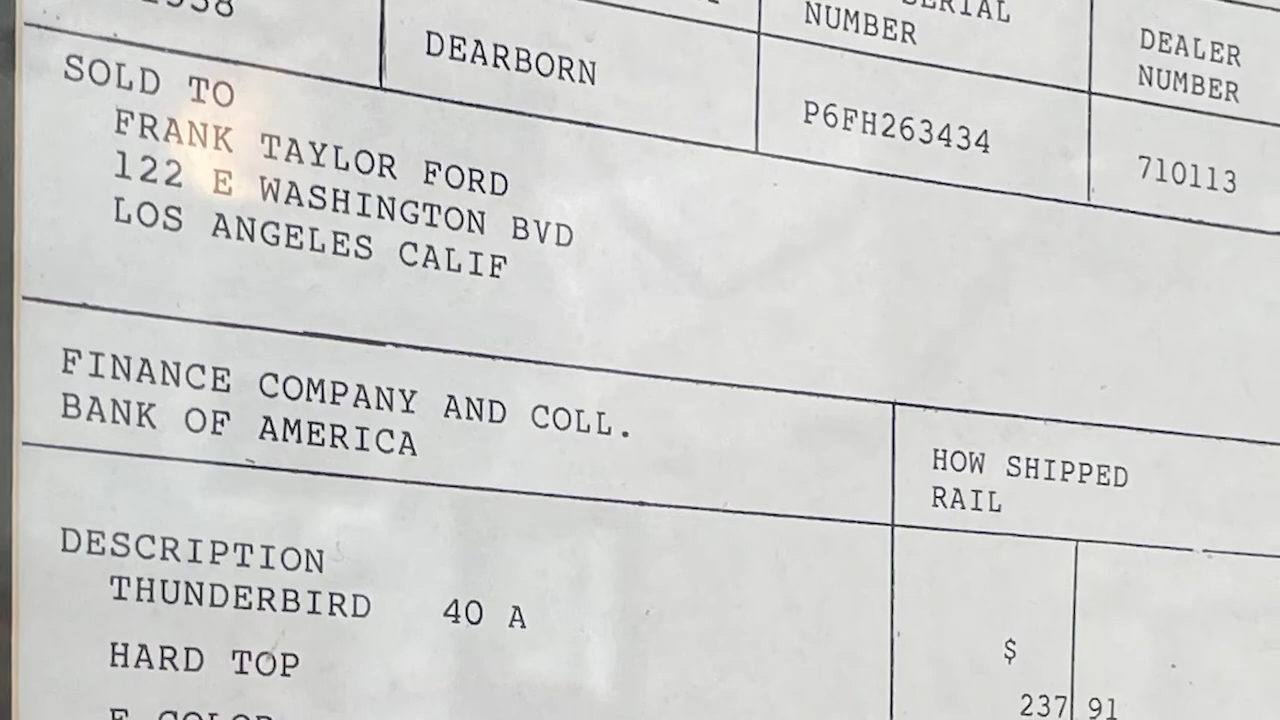 DEARBORN
NUMBER
P6FH263434
DEALER
NUMBER
710113
SOLD TO
FRANK TAYLOR FORD
122 E WASHINGTON BVD
LOS ANGELES CALIF
FINANCE COMPANY AND COLL.
BANK OF AMERICA
HOW SHIPPED
RAIL
DESCRIPTION
THUNDERBIRD 40 A
HARD TOP
$
237 91